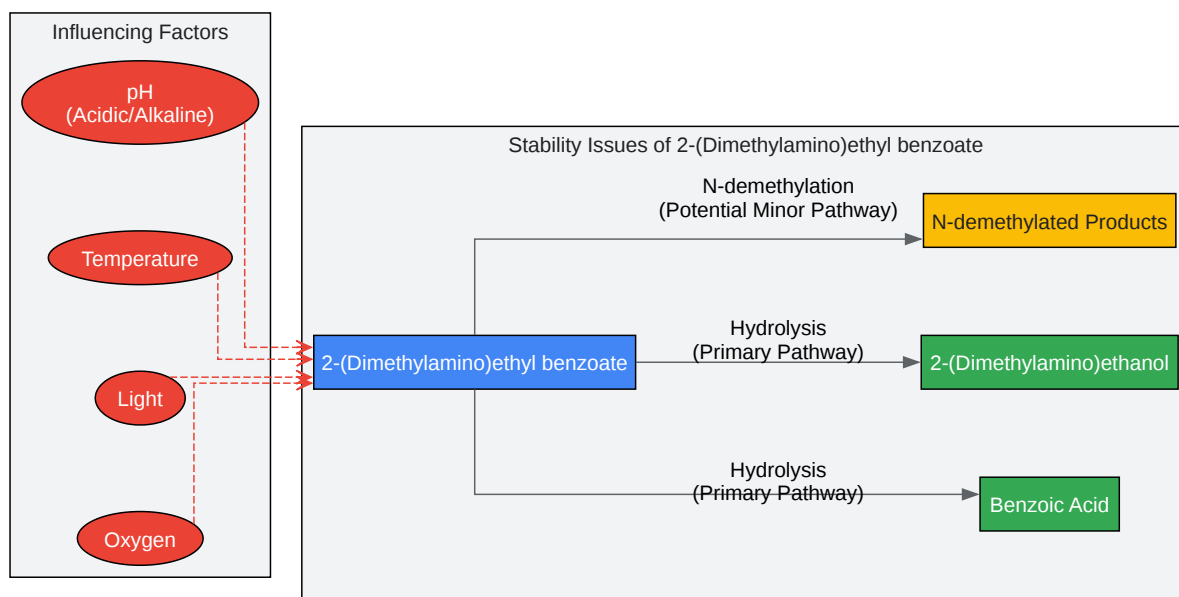 Influencing Factors
pH
(Acidic/Alkaline)
Temperature
Light
Oxygen
Stability Issues of 2-(Dimethylamino)ethyl benzoate
N-demethylation
(Potential Minor Pathway)
N-demethylated Products
2-(Dimethylamino)ethyl benzoate
Hydrolysis
(Primary Pathway)
2-(Dimethylamino)ethanol
Hydrolysis
(Primary Pathway)
Benzoic Acid